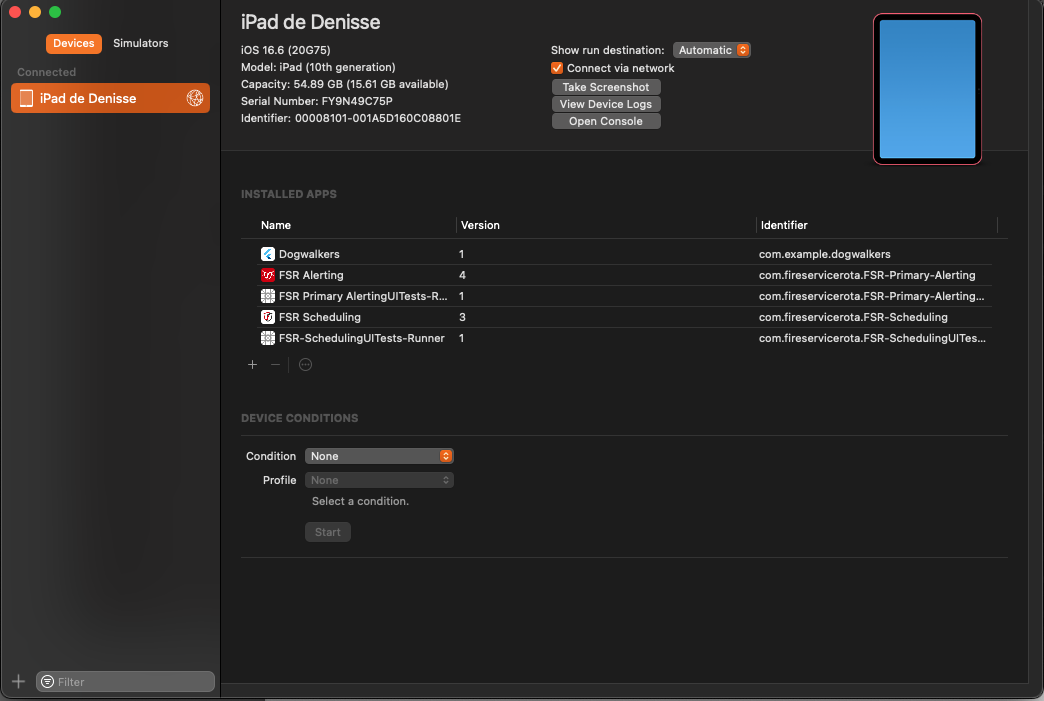 Devices
Simulators
Connected
iPad de Denisse
iPad de Denisse
iOS 16.6 (20G75)
Model: iPad (10th generation)
Capacity: 54.89 GB (15.61 GB available)
Serial Number: FY9N49C75P
Identifier: 00008101-001A5D160C08801E
Show run destination: Automatic
Connect via network
Take Screenshot
View Device Logs
Open Console
INSTALLED APPS
Name Version Identifier
Dogwalkers 1 com.example.dogwalkers
FSR Alerting 4 com.fireservicerota.FSR-Primary-Alerting
FSR Primary AlertingUITests-R... 1 com.fireservicerota.FSR-Primary-Alerting...
FSR Scheduling 3 com.fireservicerota.FSR-Scheduling
FSR-SchedulingUITests-Runner 1 com.fireservicerota.FSR-SchedulingUITes...
DEVICE CONDITIONS
Condition None
Profile None
Select a condition.
Start
Filter